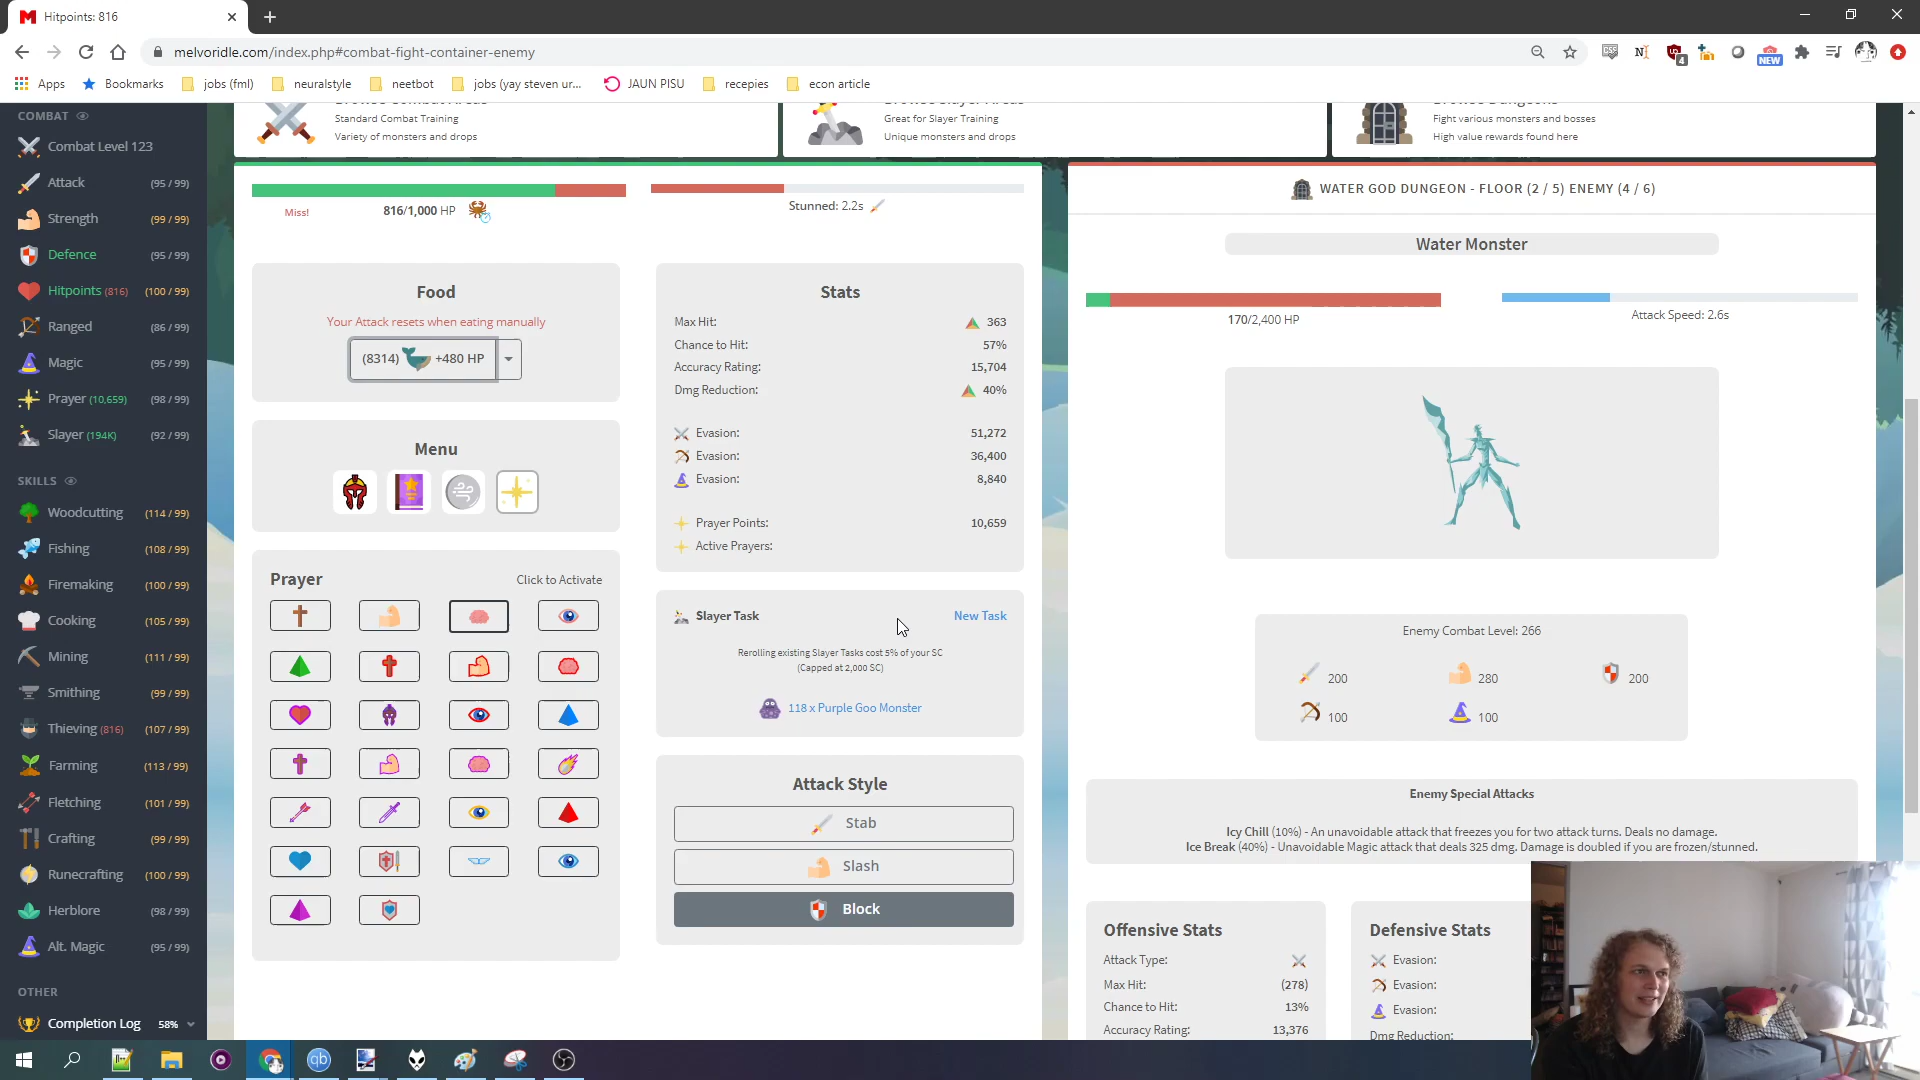 Hitpoints: 816
melvoridle.com/index.php#combat-fight-container-enemy
4
NEW
Apps
Bookmarks
jobs (fml)
neuralstyle
neetbot
jobs (yay steven ur...
JAUN PISU
recepies
econ article
COMBAT
Combat Level 123
Attack (95 / 99)
Strength (99 / 99)
Defence (95 / 99)
Hitpoints (816) (100 / 99)
Ranged (86 / 99)
Magic (95 / 99)
Prayer (10,659) (98 / 99)
Slayer (194K) (92 / 99)
SKILLS
Woodcutting (114 / 99)
Fishing (108 / 99)
Firemaking (100 / 99)
Cooking (105 / 99)
Mining (111 / 99)
Smithing (99 / 99)
Thieving (816) (107 / 99)
Farming (113 / 99)
Fletching (101 / 99)
Crafting (99 / 99)
Runecrafting (100 / 99)
Herblore (98 / 99)
Alt. Magic (95 / 99)
OTHER
Completion Log 58%
Browse Combat Areas
Standard Combat Training
Variety of monsters and drops
Browse Slayer Areas
Great for Slayer Training
Unique monsters and drops
Browse Dungeons
Fight various monsters and bosses
High value rewards found here
Miss!
816/1,000 HP
Stunned: 2.2s
Food
Your Attack resets when eating manually
(8314) +480 HP
Menu
Prayer
Click to Activate
Stats
Max Hit: 363
Chance to Hit: 57%
Accuracy Rating: 15,704
Dmg Reduction: 40%
Evasion: 51,272
Evasion: 36,400
Evasion: 8,840
Prayer Points: 10,659
Active Prayers:
Slayer Task
New Task
Rerolling existing Slayer Tasks cost 5% of your SC
(Capped at 2,000 SC)
118 x Purple Goo Monster
Attack Style
Stab
Slash
Block
WATER GOD DUNGEON - FLOOR (2 / 5) ENEMY (4 / 6)
Water Monster
170/2,400 HP
Attack Speed: 2.6s
Enemy Combat Level: 266
200
280
200
100
100
Enemy Special Attacks
Icy Chill (10%) - An unavoidable attack that freezes you for two attack turns. Deals no damage.
Ice Break (40%) - Unavoidable Magic attack that deals 325 dmg. Damage is doubled if you are frozen/stunned.
Offensive Stats
Attack Type:
Max Hit: (278)
Chance to Hit: 13%
Accuracy Rating: 13,376
Defensive Stats
Evasion:
Evasion:
Evasion:
Dmg Reduction:
qb